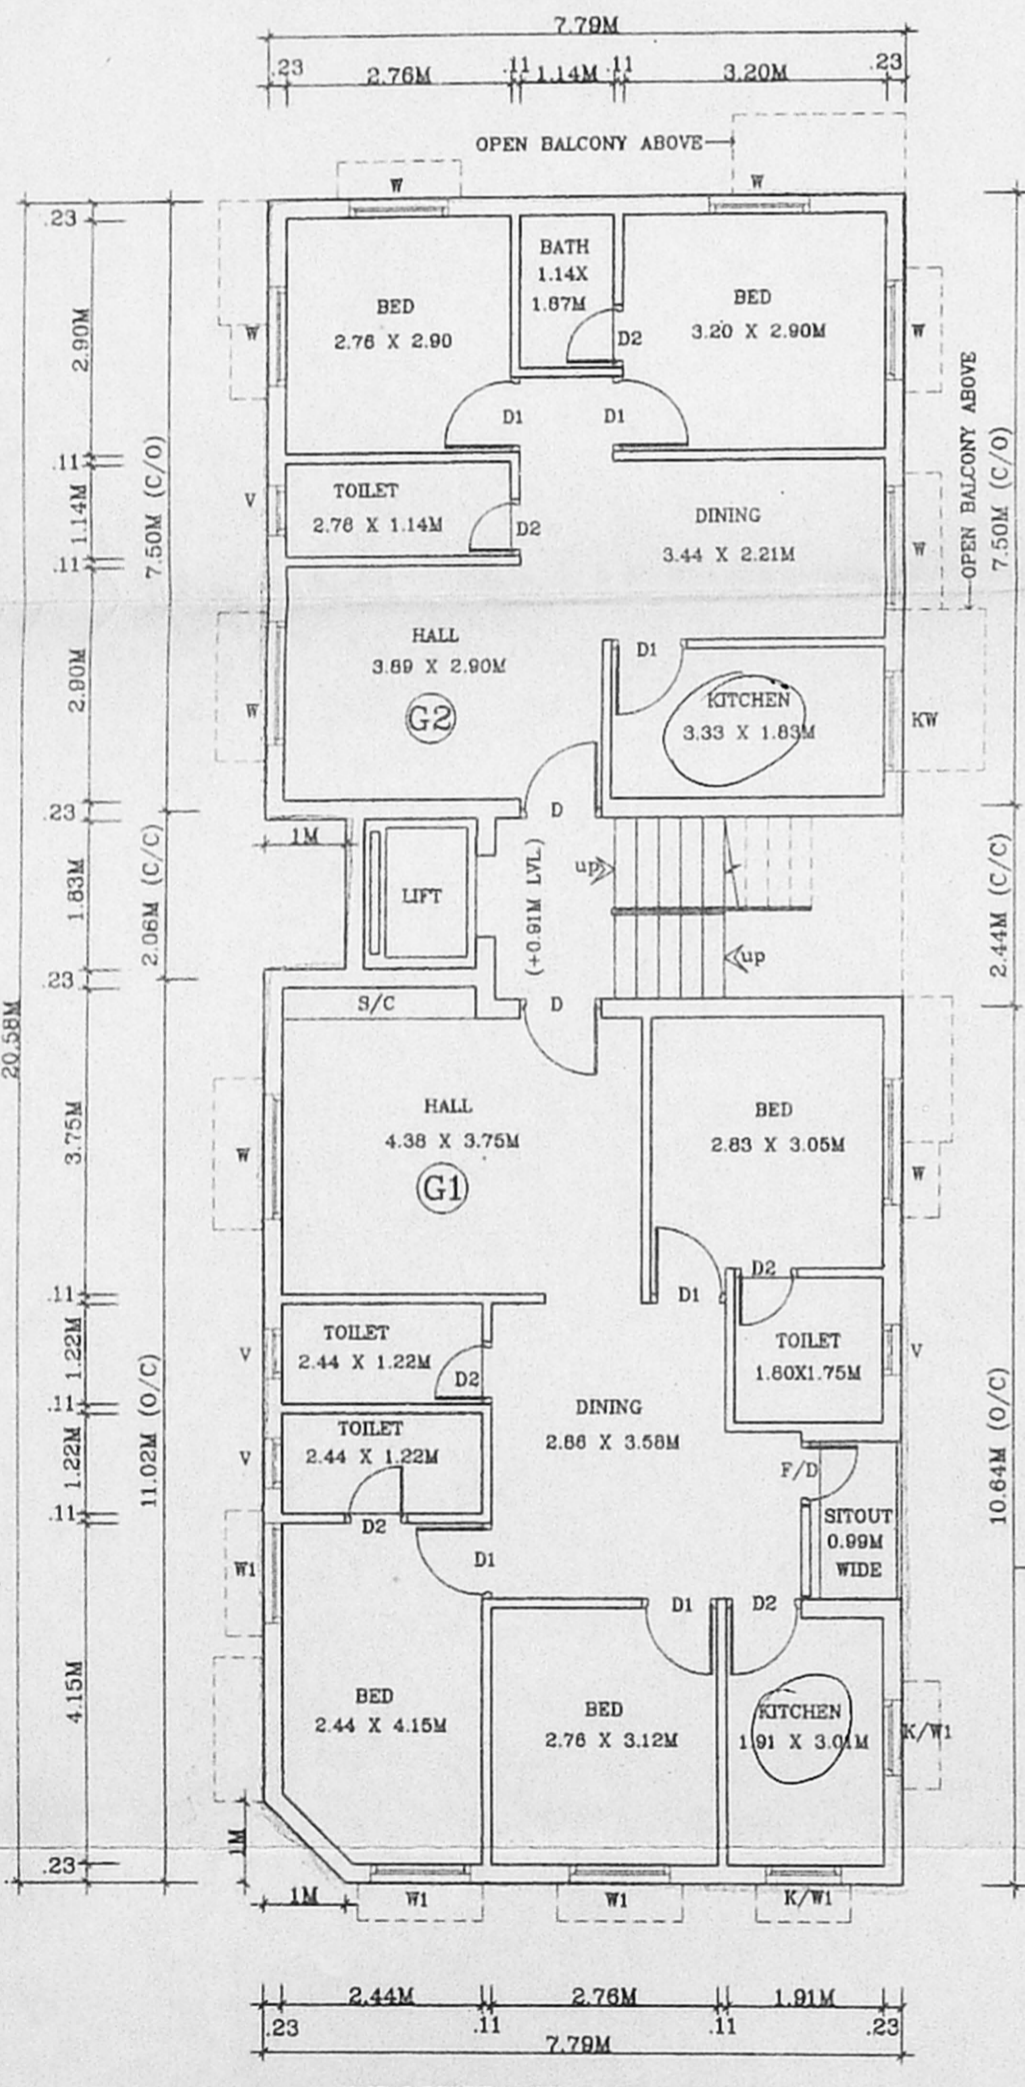 7.79M
.23 2.76M .11 1.14M .11 3.20M .23
OPEN BALCONY ABOVE
W W
.23
BATH
1.14X
1.87M
BED
2.76 X 2.90
BED
3.20 X 2.90M
W W
D2
2.90M
D1 D1
OPEN BALCONY ABOVE
7.50M (C/O)
7.50M (C/O)
.11
1.14M
.11
V
TOILET
2.76 X 1.14M
D2
DINING
3.44 X 2.21M
W
HALL
3.69 X 2.90M
G2
2.90M
W
D1
KITCHEN
3.33 X 1.83M
KW
.23
D
1M
LIFT
(+0.91M LVL)
up
up
1.83M
2.06M (C/C)
2.44M (C/C)
.23
S/C
D
20.58M
HALL
4.38 X 3.75M
G1
BED
2.83 X 3.05M
3.75M
W W
D2
D1
.11
1.22M
.11
1.22M
.11
11.02M (O/C)
10.64M (O/C)
V
TOILET
2.44 X 1.22M
D2
TOILET
1.80X1.75M
V
DINING
2.86 X 3.58M
V
TOILET
2.44 X 1.22M
D2
F/D
SITOUT
0.99M
WIDE
W1
D1
D1 D2
4.15M
BED
2.44 X 4.15M
BED
2.76 X 3.12M
KITCHEN
1.91 X 3.01M
K/W1
1M
.23
1M
W1 W1 K/W1
2.44M 2.76M 1.91M
.23 .11 .11 .23
7.79M